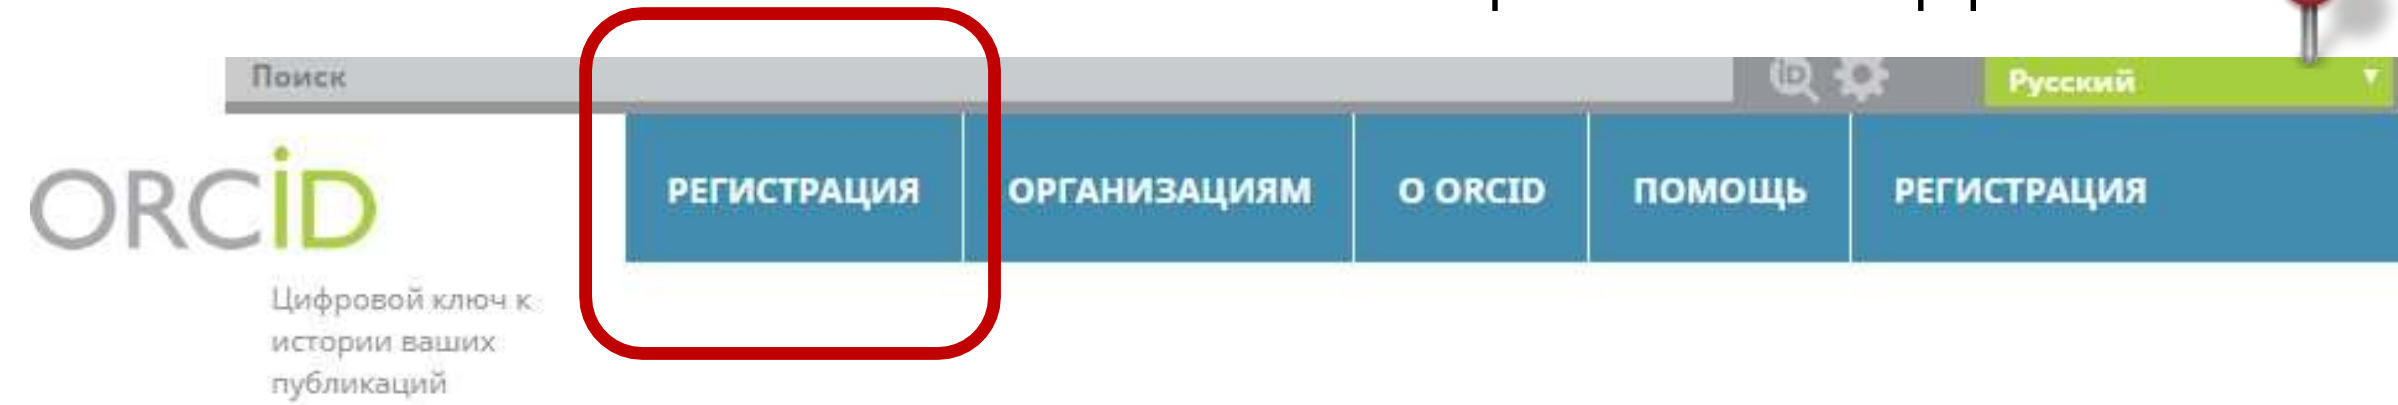 Поиск
Русский
ORCID
РЕГИСТРАЦИЯ
ОРГАНИЗАЦИЯМ
О ORCID
ПОМОЩЬ
РЕГИСТРАЦИЯ
Цифровой ключ к
истории ваших
публикаций